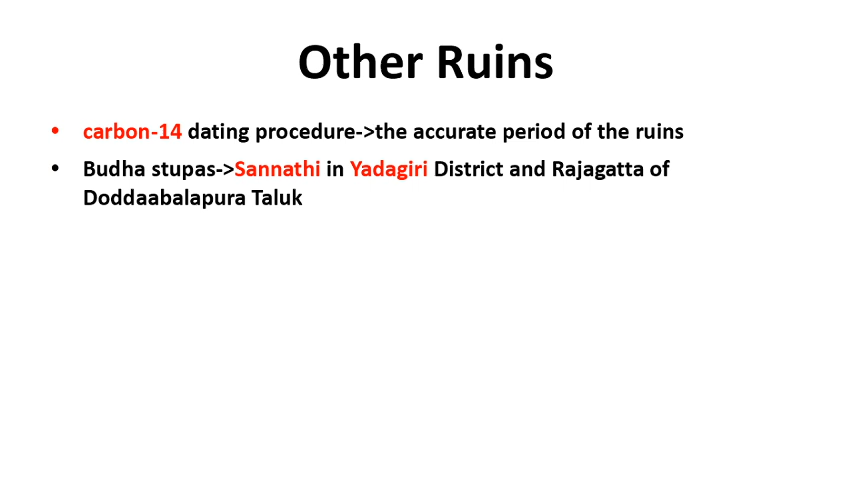 Other Ruins
• carbon-14 dating procedure->the accurate period of the ruins
• Budha stupas->Sannathi in Yadagiri District and Rajagatta of
Doddaabalapura Taluk